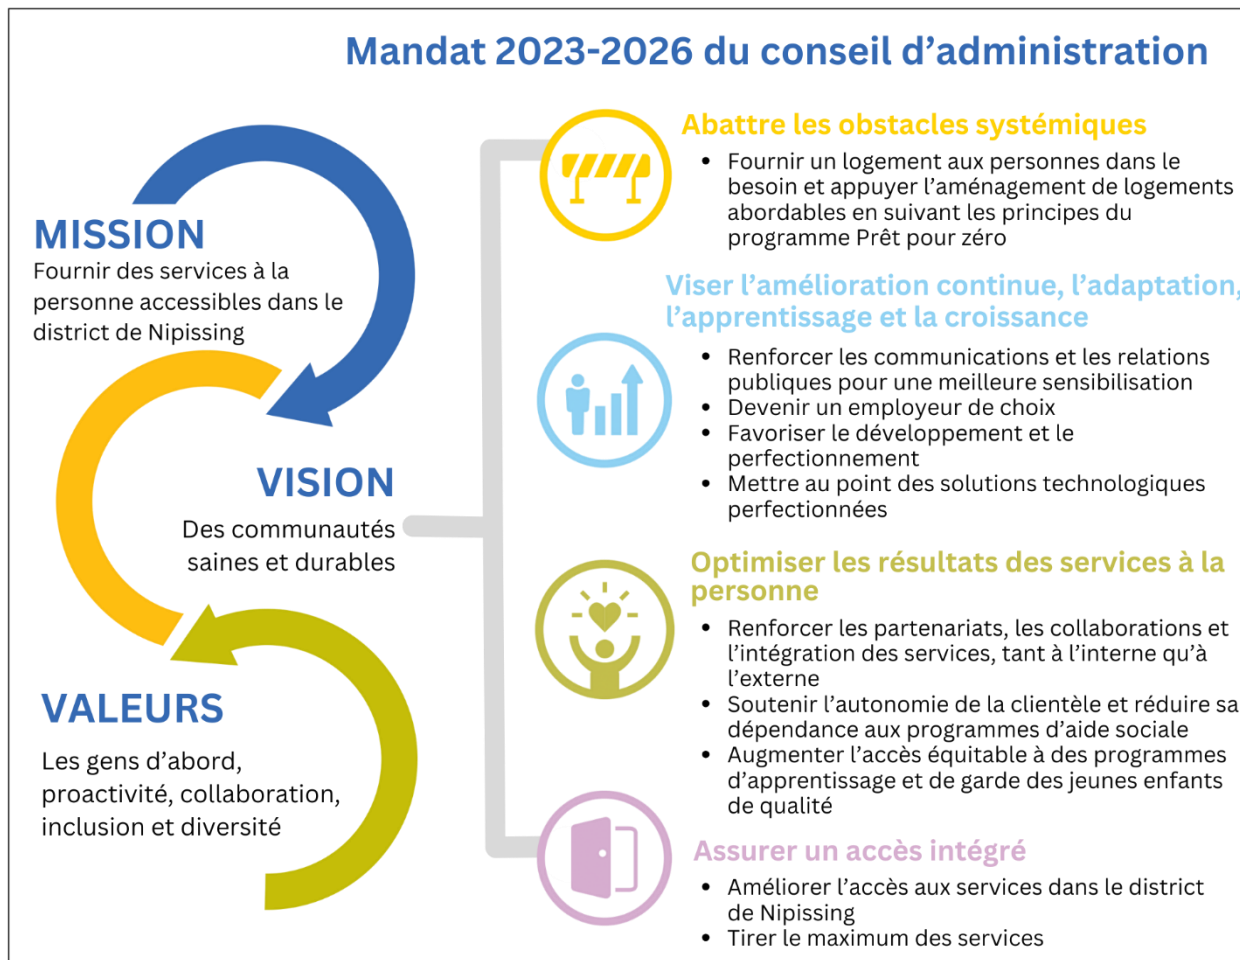 Mandat 2023-2026 du conseil d’administration
MISSION
Fournir des services à la
personne accessibles dans le
district de Nipissing
VISION
Des communautés
saines et durables
VALEURS
Les gens d’abord,
proactivité, collaboration,
inclusion et diversité
Abattre les obstacles systémiques
• Fournir un logement aux personnes dans le
besoin et appuyer l’aménagement de logements
abordables en suivant les principes du
programme Prêt pour zéro
Viser l’amélioration continue, l’adaptation,
l’apprentissage et la croissance
• Renforcer les communications et les relations
publiques pour une meilleure sensibilisation
• Devenir un employeur de choix
• Favoriser le développement et le
perfectionnement
• Mettre au point des solutions technologiques
perfectionnées
Optimiser les résultats des services à la
personne
• Renforcer les partenariats, les collaborations et
l’intégration des services, tant à l’interne qu’à
l’externe
• Soutenir l’autonomie de la clientèle et réduire sa
dépendance aux programmes d’aide sociale
• Augmenter l’accès équitable à des programmes
d’apprentissage et de garde des jeunes enfants
de qualité
Assurer un accès intégré
• Améliorer l’accès aux services dans le district
de Nipissing
• Tirer le maximum des services